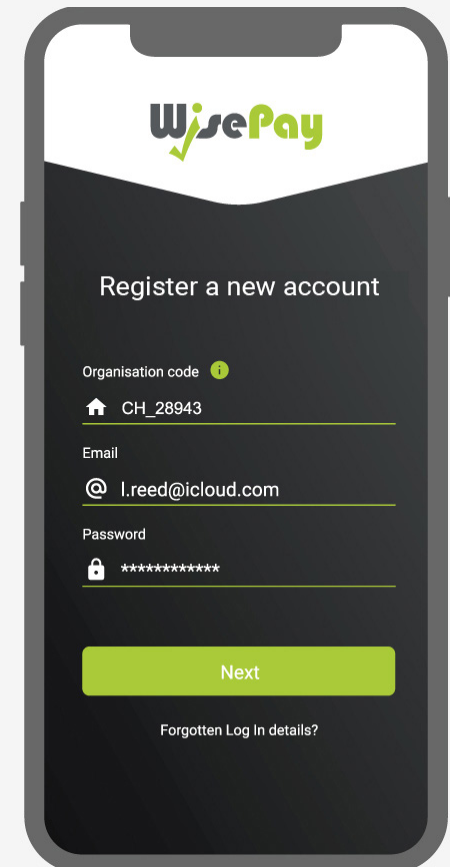 WisePay
Register a new account
Organisation code i
CH_28943
Email
@ l.reed@icloud.com
Password
************
Next
Forgotten Log In details?